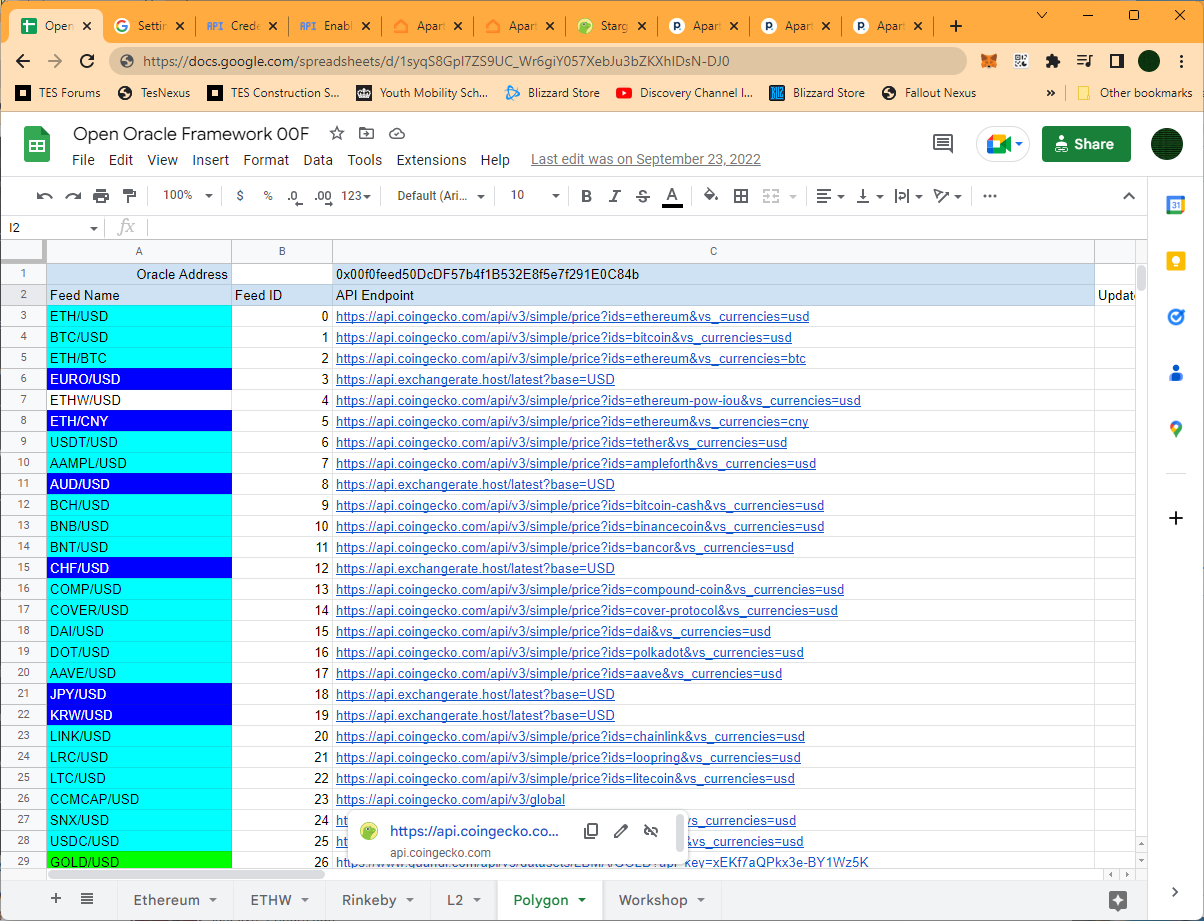 Open
Settin
API Crede
API Enabl
Apart
Apart
Starg
Apart
Apart
Apart
https://docs.google.com/spreadsheets/d/1syqS8GpI7ZS9UC_Wr6giY057XebJu3bZKXhIDsN-DJ0
TES Forums
TesNexus
TES Construction S...
Youth Mobility Sch...
Blizzard Store
Discovery Channel I...
Blizzard Store
Fallout Nexus
»
Other bookmarks
Open Oracle Framework 00F
File Edit View Insert Format Data Tools Extensions Help Last edit was on September 23, 2022
Share
100% $ % .0 .00 123 Default (Ari... 10 B I S A
31
I2
fx
A B C
1 Oracle Address 0x00f0feed50DcDF57b4f1B532E8f5e7f291E0C84b
2 Feed Name Feed ID API Endpoint Update
3 ETH/USD 0 https://api.coingecko.com/api/v3/simple/price?ids=ethereum&vs_currencies=usd
4 BTC/USD 1 https://api.coingecko.com/api/v3/simple/price?ids=bitcoin&vs_currencies=usd
5 ETH/BTC 2 https://api.coingecko.com/api/v3/simple/price?ids=ethereum&vs_currencies=btc
6 EURO/USD 3 https://api.exchangerate.host/latest?base=USD
7 ETHW/USD 4 https://api.coingecko.com/api/v3/simple/price?ids=ethereum-pow-iou&vs_currencies=usd
8 ETH/CNY 5 https://api.coingecko.com/api/v3/simple/price?ids=ethereum&vs_currencies=cny
9 USDT/USD 6 https://api.coingecko.com/api/v3/simple/price?ids=tether&vs_currencies=usd
10 AAMPL/USD 7 https://api.coingecko.com/api/v3/simple/price?ids=ampleforth&vs_currencies=usd
11 AUD/USD 8 https://api.exchangerate.host/latest?base=USD
12 BCH/USD 9 https://api.coingecko.com/api/v3/simple/price?ids=bitcoin-cash&vs_currencies=usd
13 BNB/USD 10 https://api.coingecko.com/api/v3/simple/price?ids=binancecoin&vs_currencies=usd
14 BNT/USD 11 https://api.coingecko.com/api/v3/simple/price?ids=bancor&vs_currencies=usd
15 CHF/USD 12 https://api.exchangerate.host/latest?base=USD
16 COMP/USD 13 https://api.coingecko.com/api/v3/simple/price?ids=compound-coin&vs_currencies=usd
17 COVER/USD 14 https://api.coingecko.com/api/v3/simple/price?ids=cover-protocol&vs_currencies=usd
18 DAI/USD 15 https://api.coingecko.com/api/v3/simple/price?ids=dai&vs_currencies=usd
19 DOT/USD 16 https://api.coingecko.com/api/v3/simple/price?ids=polkadot&vs_currencies=usd
20 AAVE/USD 17 https://api.coingecko.com/api/v3/simple/price?ids=aave&vs_currencies=usd
21 JPY/USD 18 https://api.exchangerate.host/latest?base=USD
22 KRW/USD 19 https://api.exchangerate.host/latest?base=USD
23 LINK/USD 20 https://api.coingecko.com/api/v3/simple/price?ids=chainlink&vs_currencies=usd
24 LRC/USD 21 https://api.coingecko.com/api/v3/simple/price?ids=loopring&vs_currencies=usd
25 LTC/USD 22 https://api.coingecko.com/api/v3/simple/price?ids=litecoin&vs_currencies=usd
26 CCMCAP/USD 23 https://api.coingecko.com/api/v3/global
27 SNX/USD 24 ht vs_currencies=usd
28 USDC/USD 25 ht vs_currencies=usd
29 GOLD/USD 26 key=xEKf7aQPkx3e-BY1Wz5K
https://api.coingecko.co...
api.coingecko.com
Ethereum ETHW Rinkeby L2 Polygon Workshop